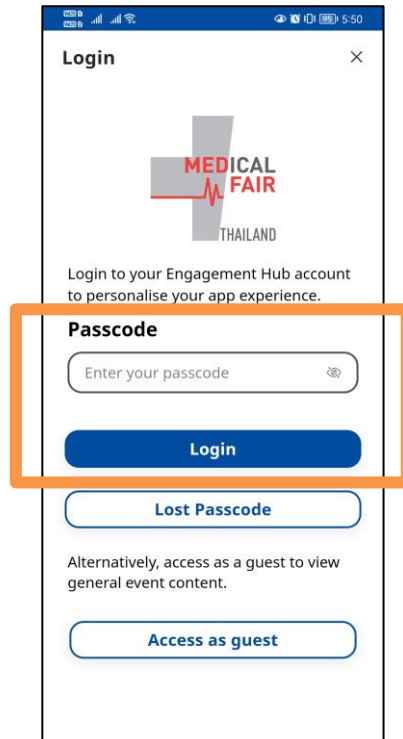 5:50
Login
MEDICAL
FAIR
THAILAND
Login to your Engagement Hub account
to personalise your app experience.
Passcode
Enter your passcode
Login
Lost Passcode
Alternatively, access as a guest to view
general event content.
Access as guest